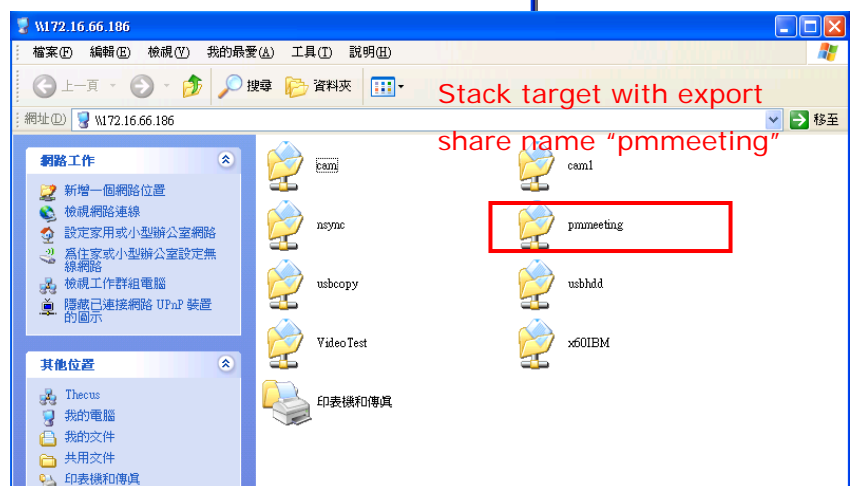 \\172.16.66.186
檔案(F) 編輯(E) 檢視(V) 我的最愛(A) 工具(T) 說明(H)
上一頁 搜尋 資料夾
Stack target with export
share name “pmmeeting”
網址(D) \\172.16.66.186 移至
網路工作
新增一個網路位置
檢視網路連線
設定家用或小型辦公室網路
為住家或小型辦公室設定無
線網路
檢視工作群組電腦
隱藏已連接網路 UPnP 裝置
的圖示
其他位置
Thecus
我的電腦
我的文件
共用文件
印表機和傳真
cam cam1
nsync pmmeeting
usbcopy usbhdd
VideoTest x60IBM
印表機和傳真